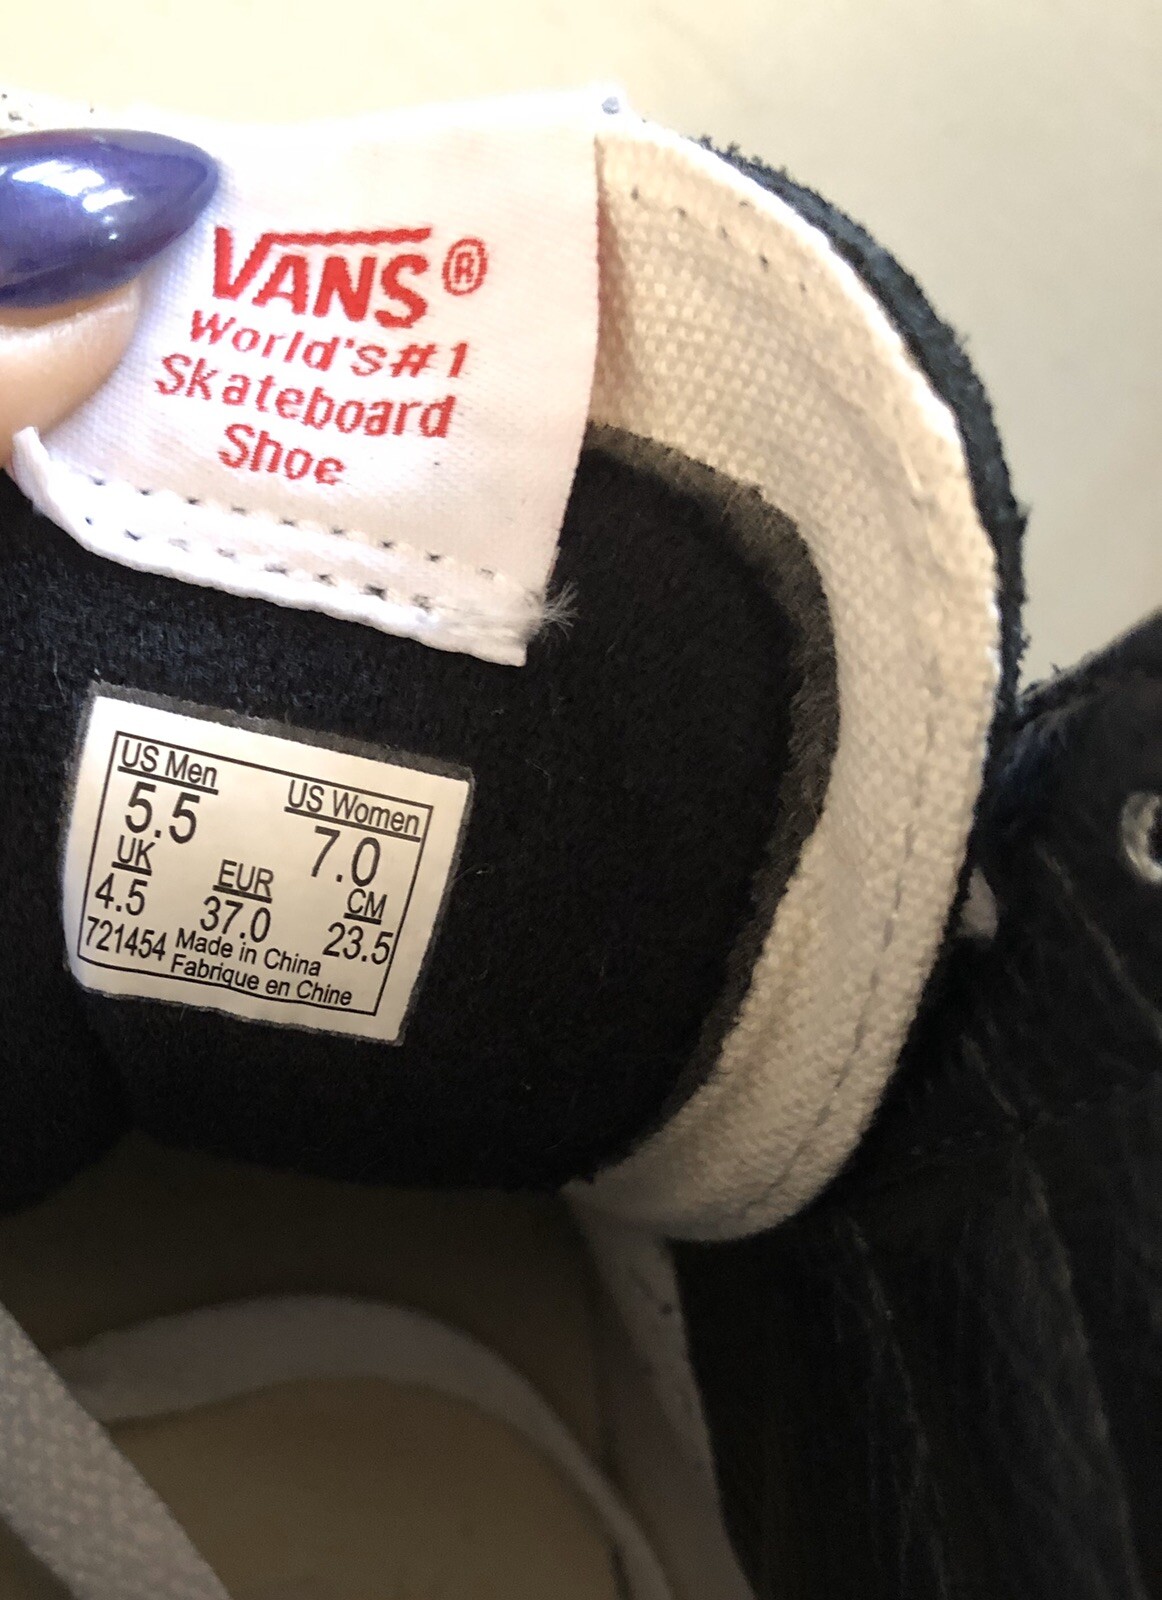 VANS®
World's #1
Skateboard
Shoe
US Men US Women
5.5 7.0
UK EUR CM
4.5 37.0 23.5
721454 Made in China
Fabrique en Chine